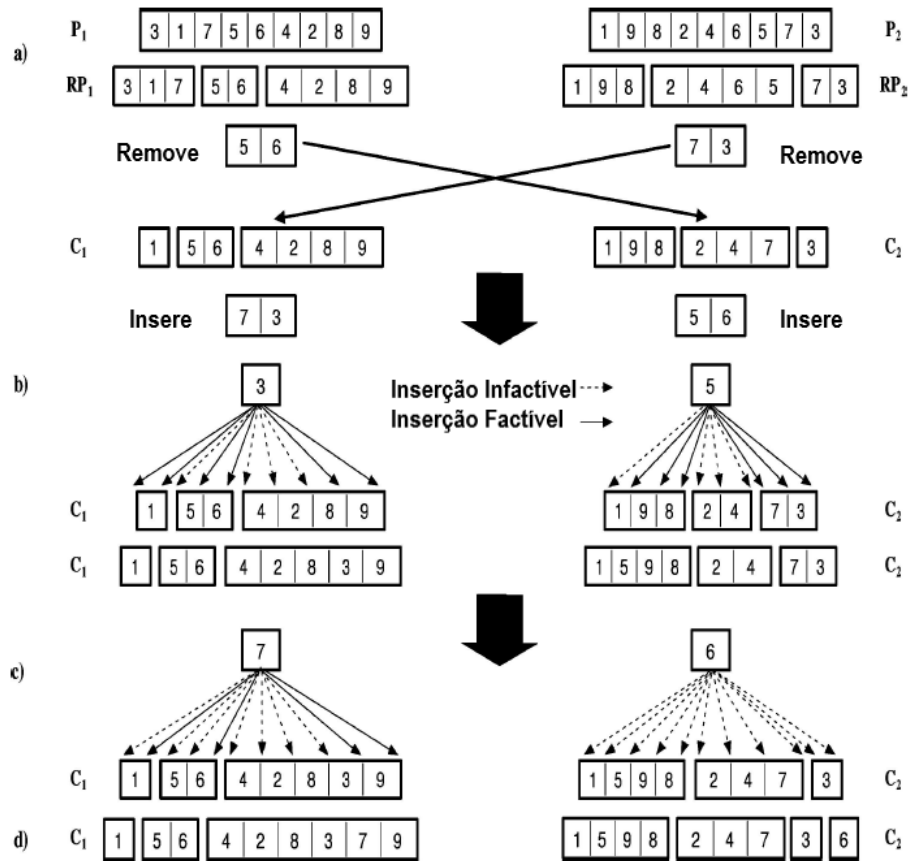 P1 3 1 7 5 6 4 2 8 9 1 9 8 2 4 6 5 7 3 P2
a)
RP1 3 1 7 5 6 4 2 8 9 1 9 8 2 4 6 5 7 3 RP2
Remove 5 6 7 3 Remove
C1 1 5 6 4 2 8 9 1 9 8 2 4 7 3 C2
Insere 7 3 5 6 Insere
b) 3 5
Inserção Infactível
Inserção Factível
C1 1 5 6 4 2 8 9 1 9 8 2 4 7 3 C2
C1 1 5 6 4 2 8 3 9 1 5 9 8 2 4 7 3 C2
c) 7 6
C1 1 5 6 4 2 8 3 9 1 5 9 8 2 4 7 3 C2
d) C1 1 5 6 4 2 8 3 7 9 1 5 9 8 2 4 7 3 6 C2